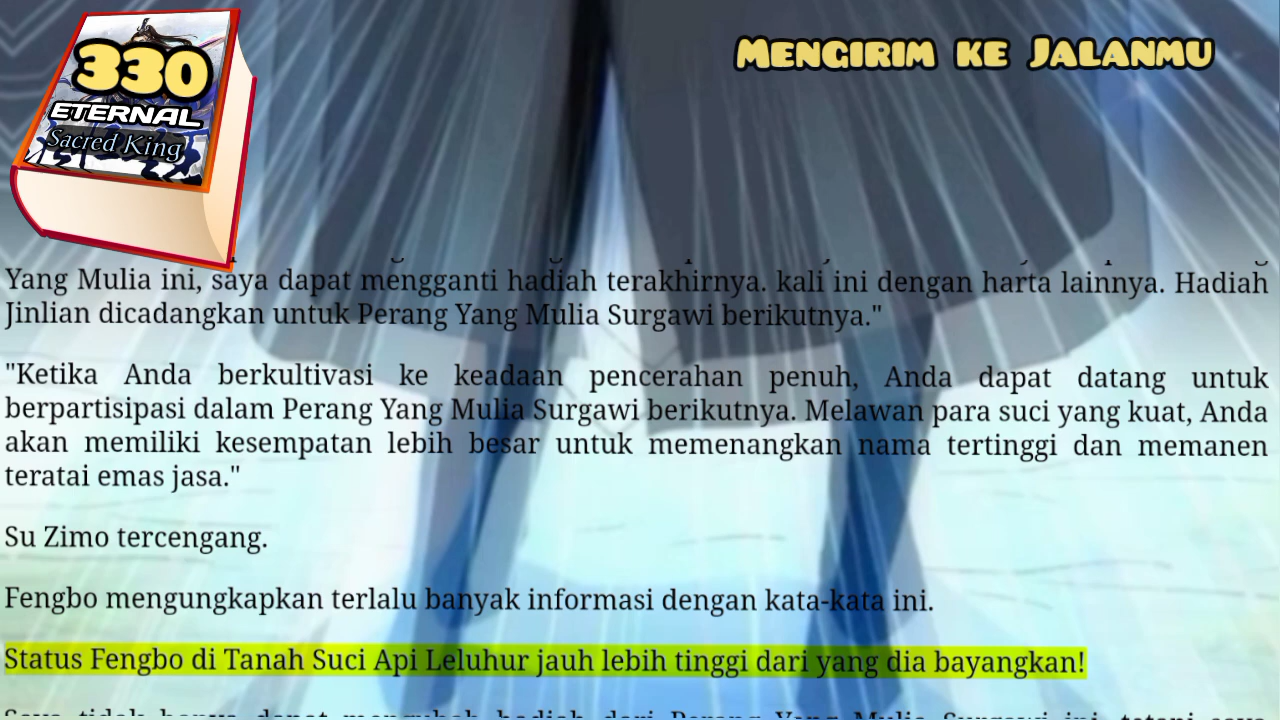 330
ETERNAL
Sacred King
MENGIRIM KE JALANMU
Yang Mulia ini, saya dapat mengganti hadiah terakhirnya. kali ini dengan harta lainnya. Hadiah
Jinlian dicadangkan untuk Perang Yang Mulia Surgawi berikutnya."
"Ketika Anda berkultivasi ke keadaan pencerahan penuh, Anda dapat datang untuk
berpartisipasi dalam Perang Yang Mulia Surgawi berikutnya. Melawan para suci yang kuat, Anda
akan memiliki kesempatan lebih besar untuk memenangkan nama tertinggi dan memanen
teratai emas jasa."
Su Zimo tercengang.
Fengbo mengungkapkan terlalu banyak informasi dengan kata-kata ini.
Status Fengbo di Tanah Suci Api Leluhur jauh lebih tinggi dari yang dia bayangkan!